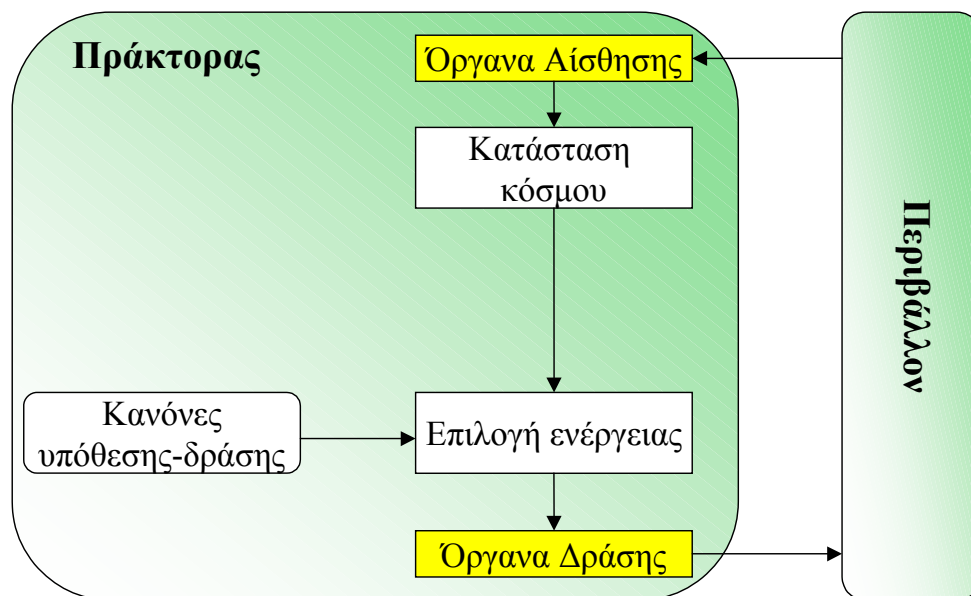 Πράκτορας
Όργανα Αίσθησης
Κατάσταση
κόσμου
Περιβάλλον
Κανόνες
υπόθεσης-δράσης
Επιλογή ενέργειας
Όργανα Δράσης